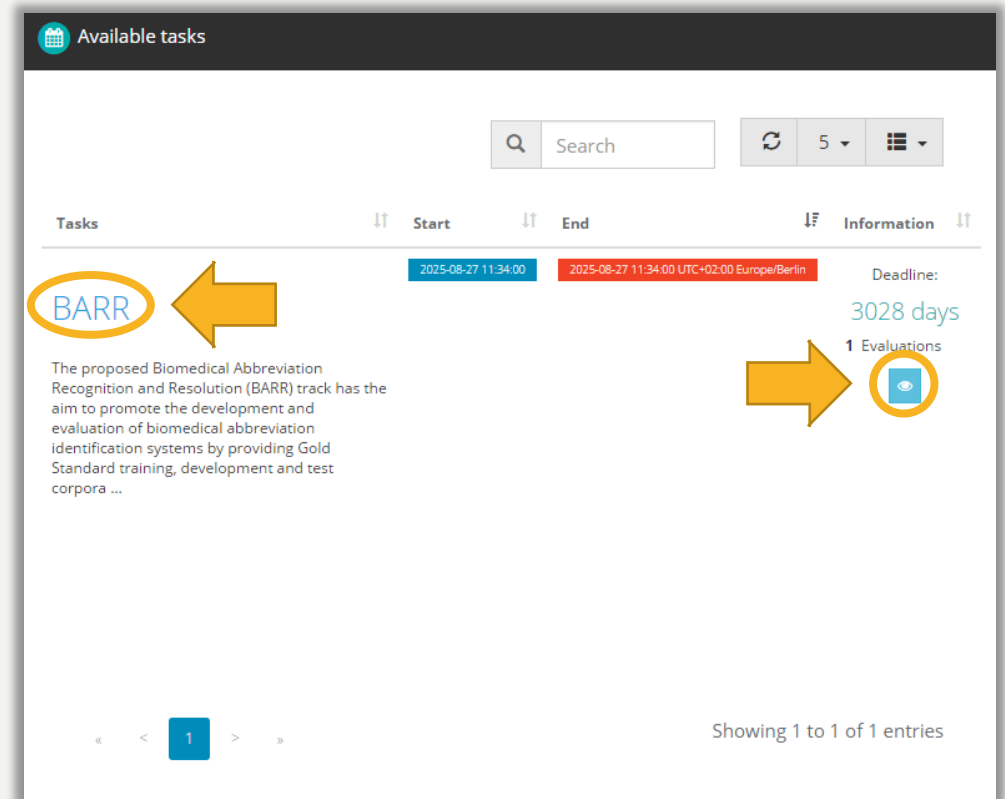 Available tasks
Search
5
Tasks
Start
End
Information
BARR
2025-08-27 11:34:00
2025-08-27 11:34:00 UTC+02:00 Europe/Berlin
Deadline:
3028 days
1 Evaluations
The proposed Biomedical Abbreviation
Recognition and Resolution (BARR) track has the
aim to promote the development and
evaluation of biomedical abbreviation
identification systems by providing Gold
Standard training, development and test
corpora ...
« < 1 > »
Showing 1 to 1 of 1 entries